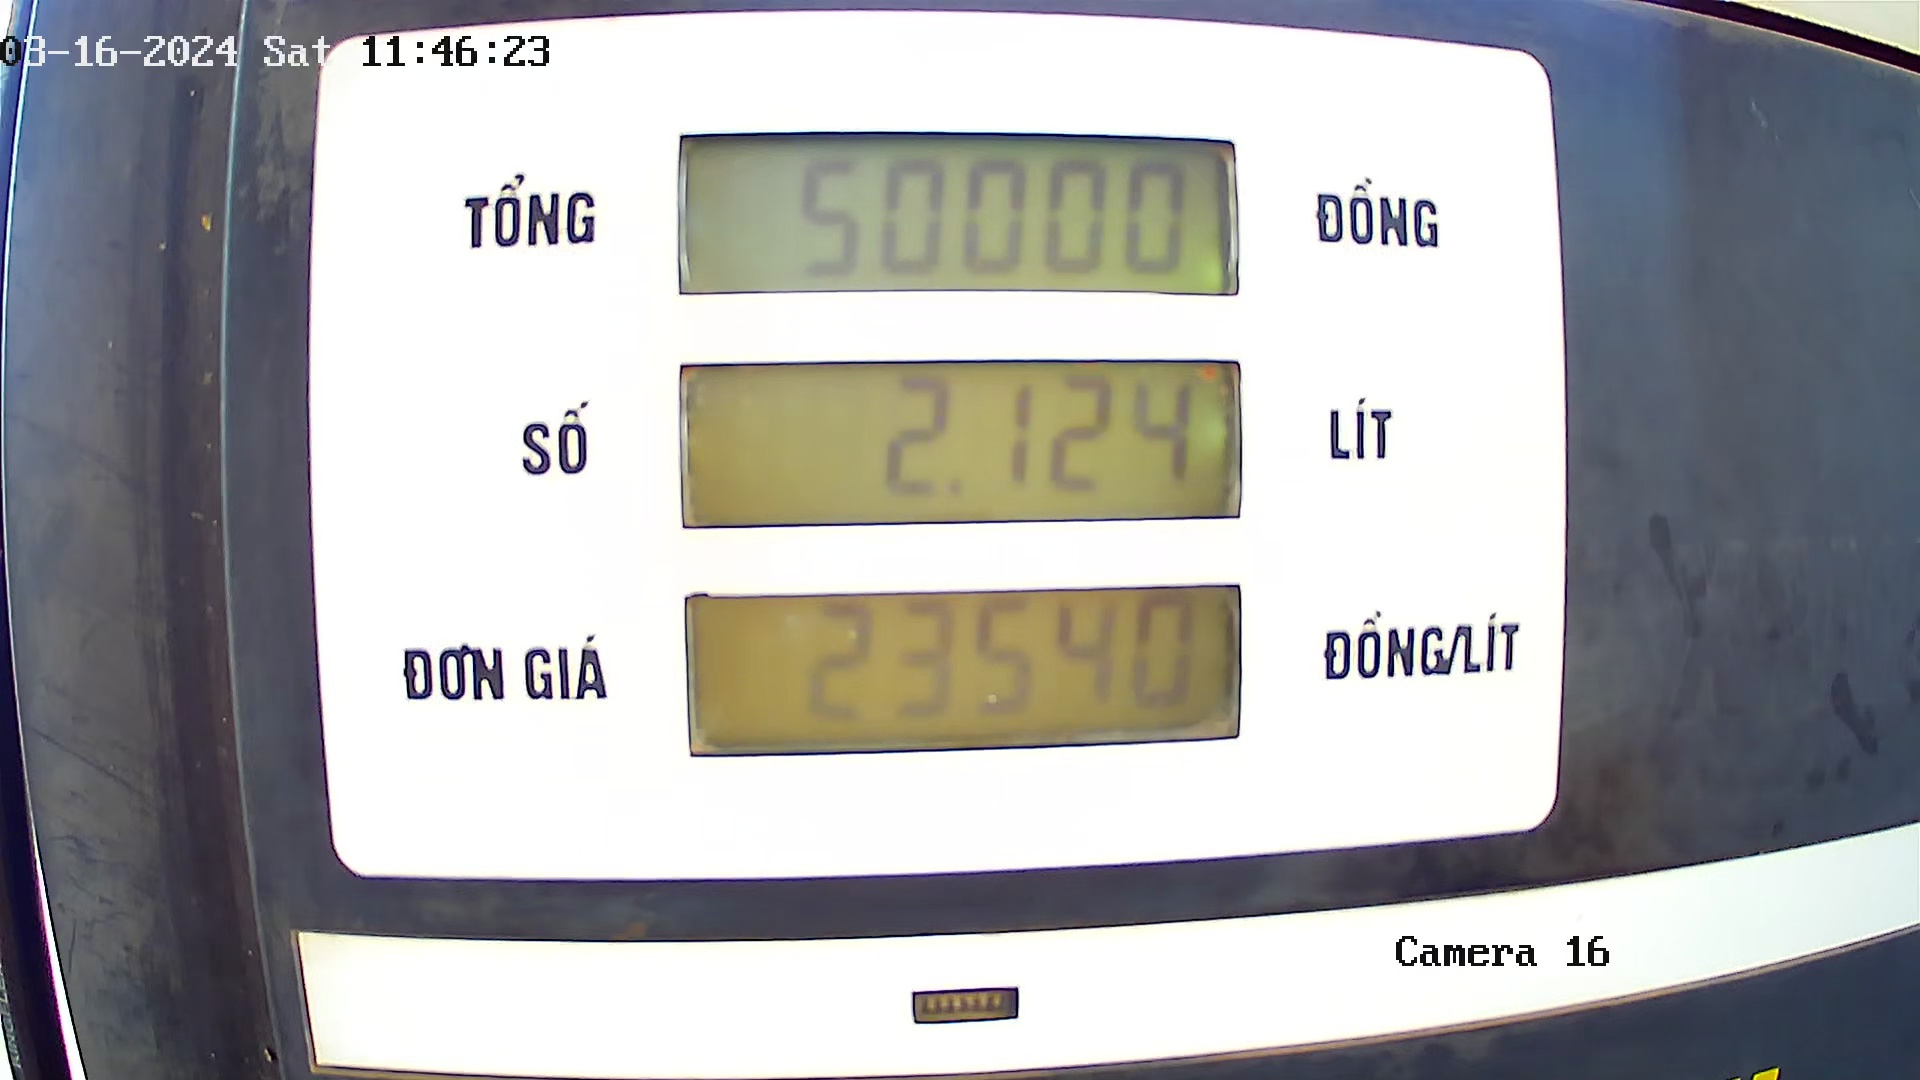 03-16-2024 Sat 11:46:23
TỔNG 50000 ĐỒNG
SỐ 2.124 LÍT
ĐƠN GIÁ 23540 ĐỒNG/LÍT
Camera 16